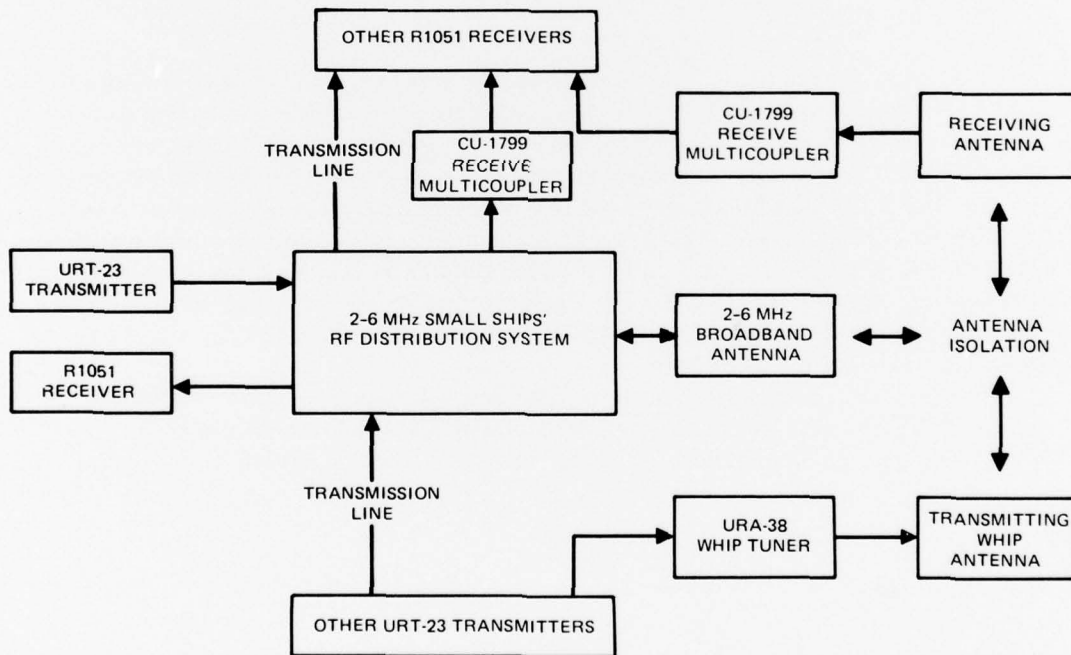 OTHER R1051 RECEIVERS
TRANSMISSION
LINE
CU-1799
RECEIVE
MULTICOUPLER
CU-1799
RECEIVE
MULTICOUPLER
RECEIVING
ANTENNA
URT-23
TRANSMITTER
2-6 MHz SMALL SHIPS'
RF DISTRIBUTION SYSTEM
2-6 MHz
BROADBAND
ANTENNA
ANTENNA
ISOLATION
R1051
RECEIVER
TRANSMISSION
LINE
URA-38
WHIP TUNER
TRANSMITTING
WHIP
ANTENNA
OTHER URT-23 TRANSMITTERS